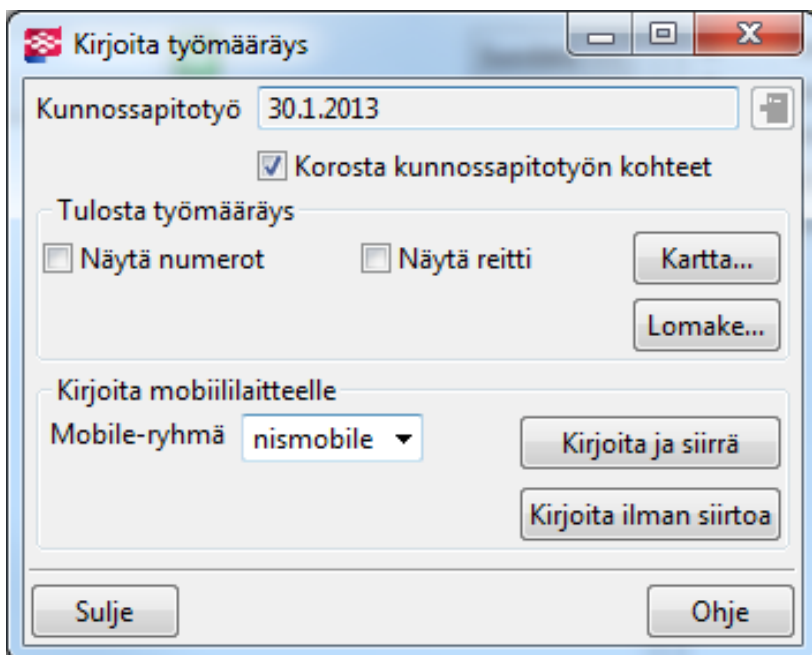 Kirjoita työmääräys
Kunnossapitotyö 30.1.2013
Korosta kunnossapitotyön kohteet
Tulosta työmääräys
Näytä numerot Näytä reitti Kartta...
Lomake...
Kirjoita mobiililaitteelle
Mobile-ryhmä nismobile Kirjoita ja siirrä
Kirjoita ilman siirtoa
Sulje Ohje